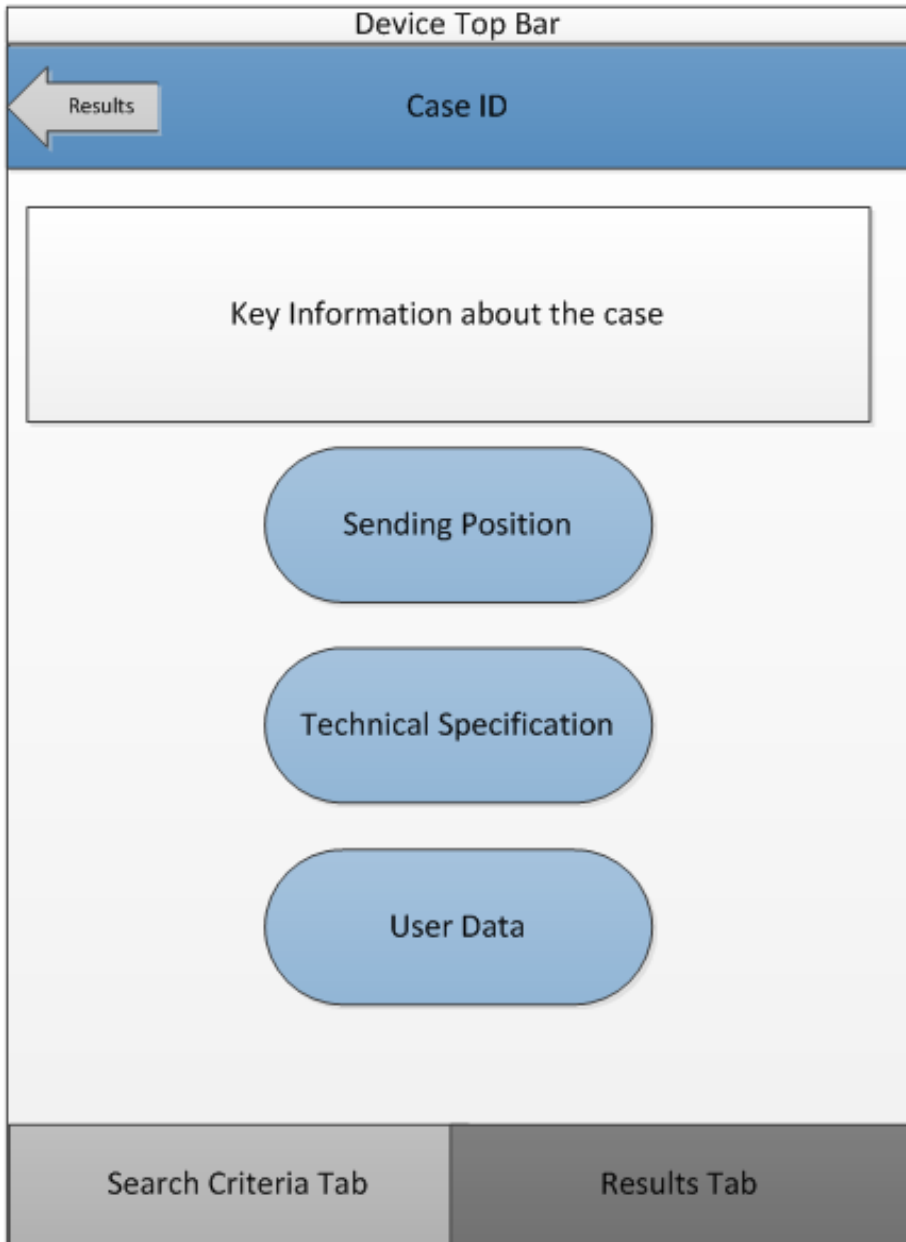 Device Top Bar
Results
Case ID
Key Information about the case
Sending Position
Technical Specification
User Data
Search Criteria Tab
Results Tab